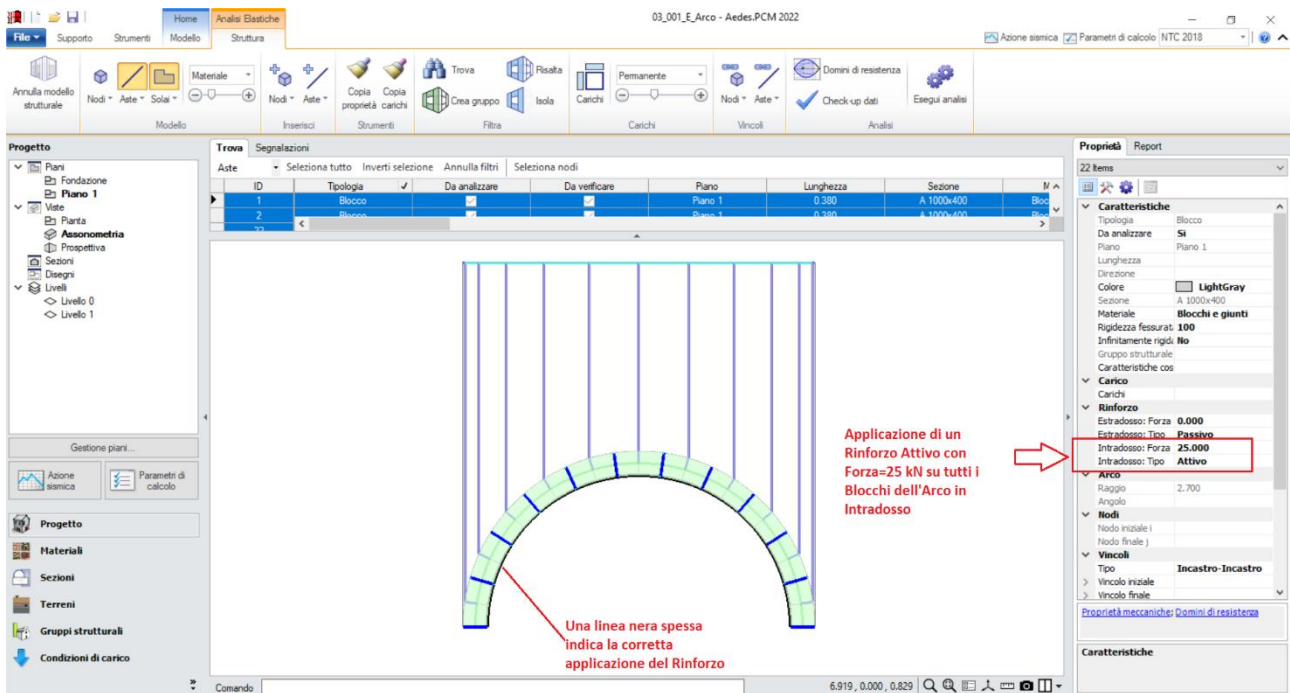 03_001_E_Arco - Aedes.PCM 2022
Home
Analisi Elastiche
File
Supporto
Strumenti
Modello
Struttura
Azione sismica
Parametri di calcolo
NTC 2018
Annulla modello strutturale
Nodi
Aste
Solai
Materiale
Modello
Nodi
Aste
Inserisci
Copia proprietà
Copia carichi
Strumenti
Trova
Crea gruppo
Risalta
Isola
Filtra
Carichi
Permanente
Carichi
Nodi
Aste
Vincoli
Domini di resistenza
Check-up dati
Esegui analisi
Analisi
Progetto
Piani
Fondazione
Piano 1
Viste
Pianta
Assonometria
Prospettiva
Sezioni
Disegni
Livelli
Livello 0
Livello 1
Gestione piani...
Azione sismica
Parametri di calcolo
Progetto
Materiali
Sezioni
Terreni
Gruppi strutturali
Condizioni di carico
Trova
Segnalazioni
Aste
Seleziona tutto
Inverti selezione
Annulla filtri
Seleziona nodi
ID
Tipologia
Da analizzare
Da verificare
Piano
Lunghezza
Sezione
M
1
Blocco
Piano 1
0.380
A 1000x400
Bloc
2
Blocco
Piano 1
0.380
A 1000x400
Bloc
22
Applicazione di un
Rinforzo Attivo con
Forza=25 kN su tutti i
Blocchi dell'Arco in
Intradosso
Una linea nera spessa
indica la corretta
applicazione del Rinforzo
Comando
6.919 , 0.000 , 0.829
Proprietà
Report
22 Items
Caratteristiche
Tipologia Blocco
Da analizzare Sì
Piano Piano 1
Lunghezza
Direzione
Colore LightGray
Sezione A 1000x400
Materiale Blocchi e giunti
Rigidezza fessurat. 100
Infinitamente rigida No
Gruppo strutturale
Caratteristiche cos
Carico
Carichi
Rinforzo
Estradosso: Forza 0.000
Estradosso: Tipo Passivo
Intradosso: Forza 25.000
Intradosso: Tipo Attivo
Arco
Raggio 2.700
Angolo
Nodi
Nodo iniziale i
Nodo finale j
Vincoli
Tipo Incastro-Incastro
Vincolo iniziale
Vincolo finale
Proprietà meccaniche; Domini di resistenza
Caratteristiche